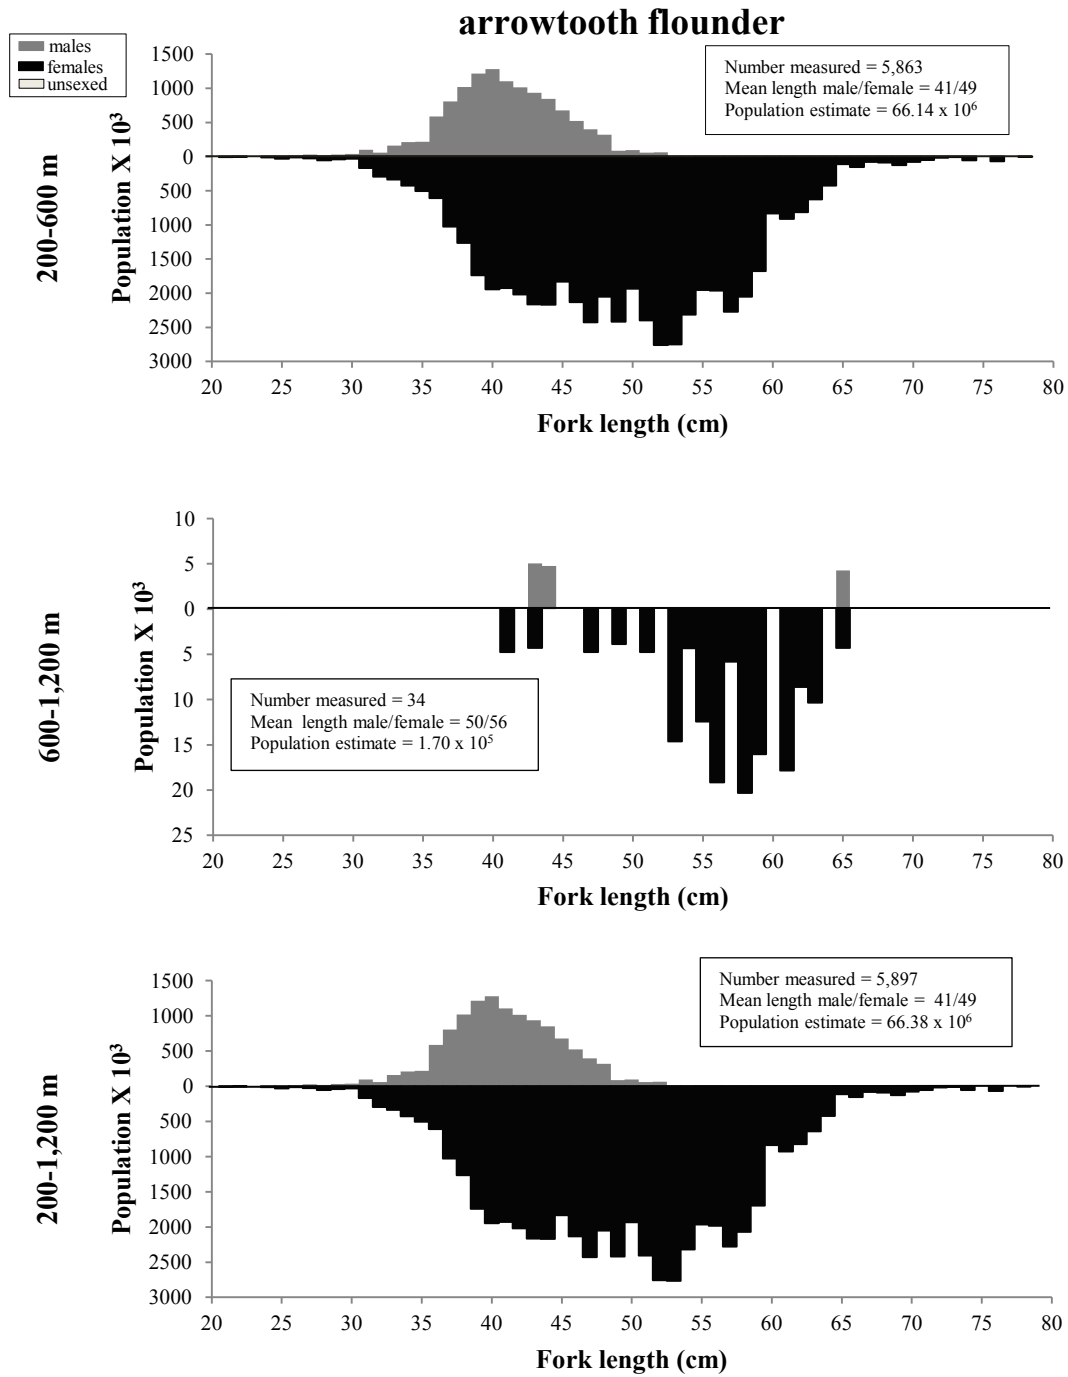 arrowtooth flounder
males
females
unsexed
200-600 m
Population X 10³
1500
1000
500
0
500
1000
1500
2000
2500
3000
Number measured = 5,863
Mean length male/female = 41/49
Population estimate = 66.14 x 10⁶
20 25 30 35 40 45 50 55 60 65 70 75 80
Fork length (cm)
600-1,200 m
Population X 10³
10
5
0
5
10
15
20
25
Number measured = 34
Mean length male/female = 50/56
Population estimate = 1.70 x 10⁵
20 25 30 35 40 45 50 55 60 65 70 75 80
Fork length (cm)
200-1,200 m
Population X 10³
1500
1000
500
0
500
1000
1500
2000
2500
3000
Number measured = 5,897
Mean length male/female = 41/49
Population estimate = 66.38 x 10⁶
20 25 30 35 40 45 50 55 60 65 70 75 80
Fork length (cm)